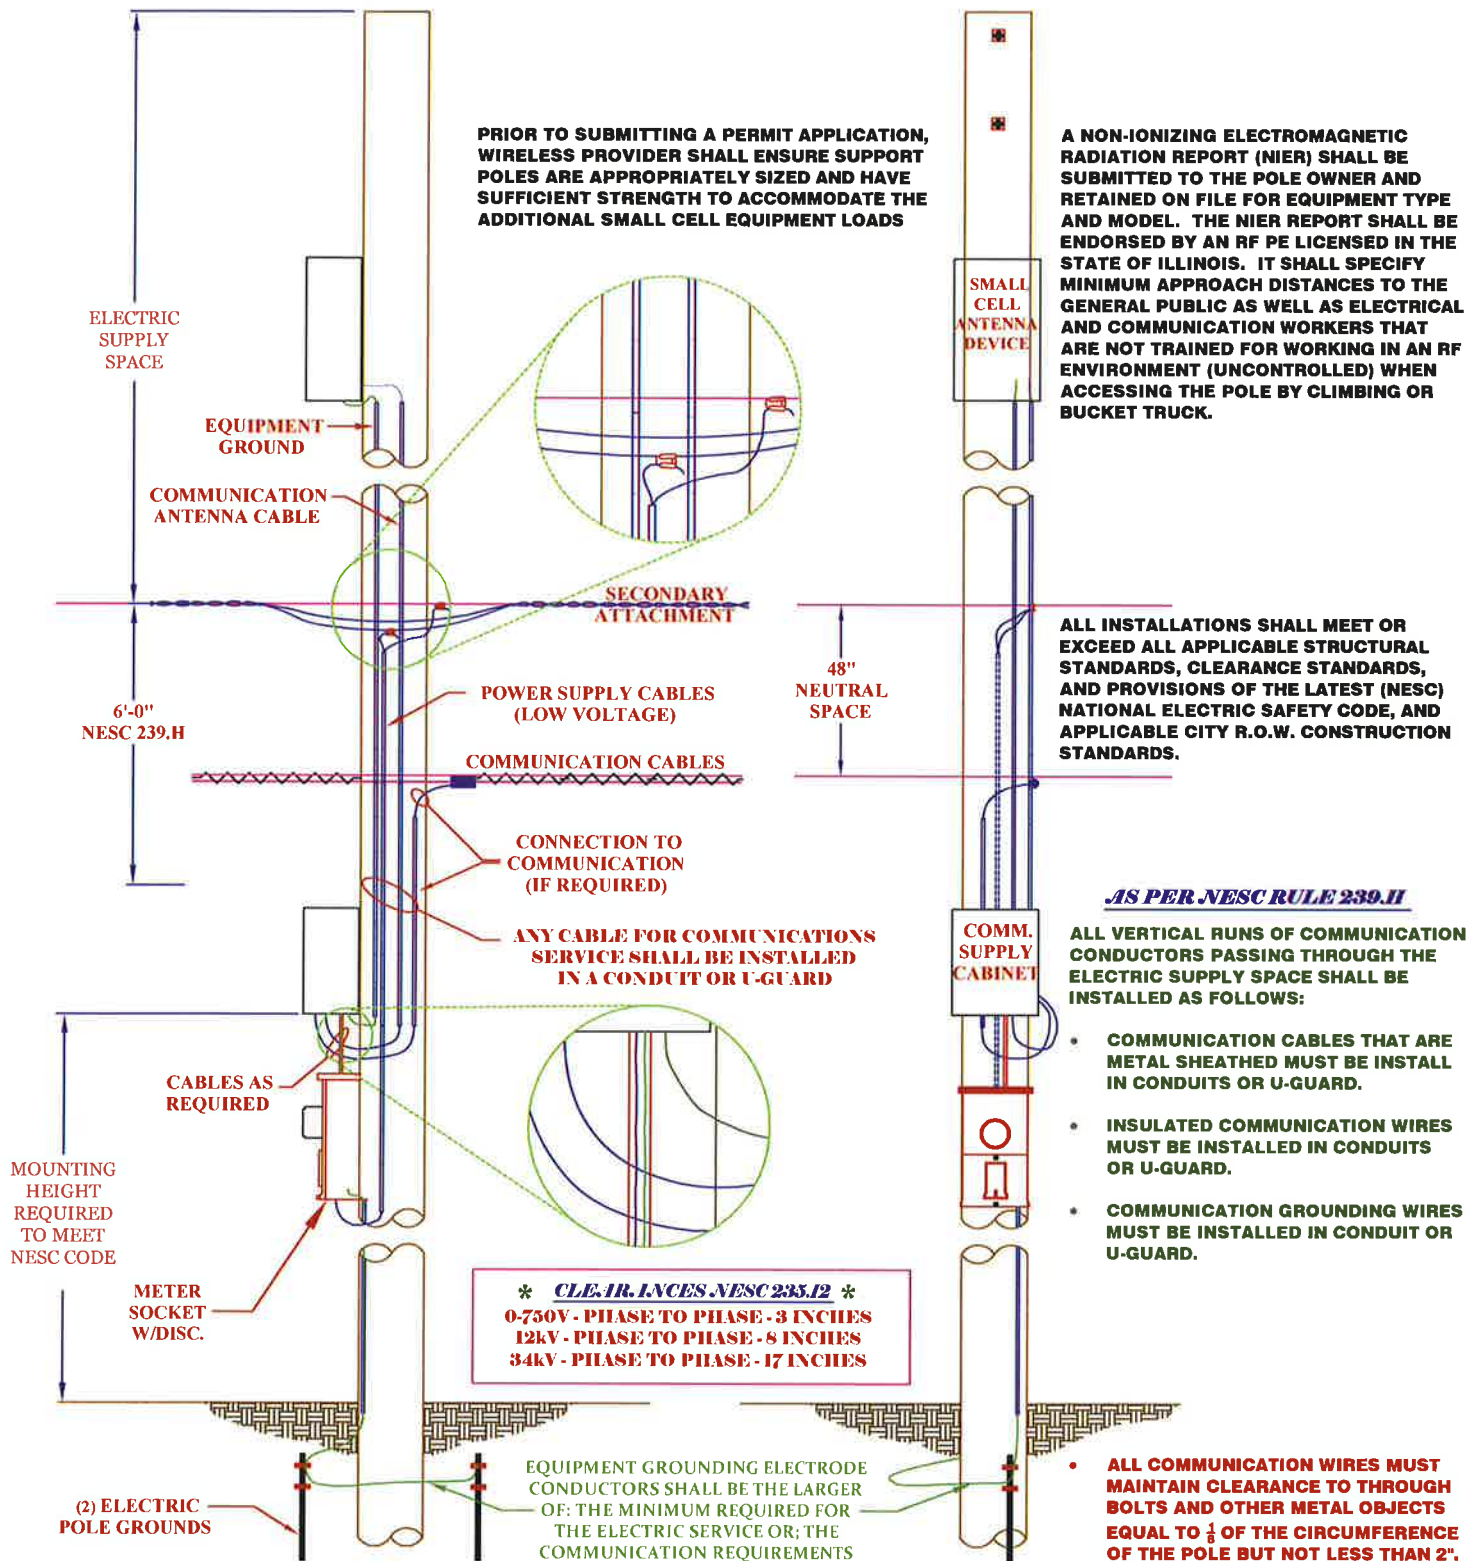 PRIOR TO SUBMITTING A PERMIT APPLICATION,
WIRELESS PROVIDER SHALL ENSURE SUPPORT
POLES ARE APPROPRIATELY SIZED AND HAVE
SUFFICIENT STRENGTH TO ACCOMMODATE THE
ADDITIONAL SMALL CELL EQUIPMENT LOADS
A NON-IONIZING ELECTROMAGNETIC
RADIATION REPORT (NIER) SHALL BE
SUBMITTED TO THE POLE OWNER AND
RETAINED ON FILE FOR EQUIPMENT TYPE
AND MODEL. THE NIER REPORT SHALL BE
ENDORSED BY AN RF PE LICENSED IN THE
STATE OF ILLINOIS. IT SHALL SPECIFY
MINIMUM APPROACH DISTANCES TO THE
GENERAL PUBLIC AS WELL AS ELECTRICAL
AND COMMUNICATION WORKERS THAT
ARE NOT TRAINED FOR WORKING IN AN RF
ENVIRONMENT (UNCONTROLLED) WHEN
ACCESSING THE POLE BY CLIMBING OR
BUCKET TRUCK.
SMALL
CELL
ANTENNA
DEVICE
ELECTRIC
SUPPLY
SPACE
EQUIPMENT
GROUND
COMMUNICATION
ANTENNA CABLE
SECONDARY
ATTACHMENT
6'-0"
NESC 239.H
POWER SUPPLY CABLES
(LOW VOLTAGE)
48"
NEUTRAL
SPACE
ALL INSTALLATIONS SHALL MEET OR
EXCEED ALL APPLICABLE STRUCTURAL
STANDARDS, CLEARANCE STANDARDS,
AND PROVISIONS OF THE LATEST (NESC)
NATIONAL ELECTRIC SAFETY CODE, AND
APPLICABLE CITY R.O.W. CONSTRUCTION
STANDARDS.
COMMUNICATION CABLES
CONNECTION TO
COMMUNICATION
(IF REQUIRED)
ANY CABLE FOR COMMUNICATIONS
SERVICE SHALL BE INSTALLED
IN A CONDUIT OR U-GUARD
COMM.
SUPPLY
CABINET
AS PER NESC RULE 239.H
ALL VERTICAL RUNS OF COMMUNICATION
CONDUCTORS PASSING THROUGH THE
ELECTRIC SUPPLY SPACE SHALL BE
INSTALLED AS FOLLOWS:
• COMMUNICATION CABLES THAT ARE
METAL SHEATHED MUST BE INSTALL
IN CONDUITS OR U-GUARD.
• INSULATED COMMUNICATION WIRES
MUST BE INSTALLED IN CONDUITS
OR U-GUARD.
• COMMUNICATION GROUNDING WIRES
MUST BE INSTALLED IN CONDUIT OR
U-GUARD.
CABLES AS
REQUIRED
MOUNTING
HEIGHT
REQUIRED
TO MEET
NESC CODE
METER
SOCKET
W/DISC.
* CLEARANCES NESC 235.12 *
0-750V - PHASE TO PHASE - 3 INCHES
12kV - PHASE TO PHASE - 8 INCHES
34kV - PHASE TO PHASE - 17 INCHES
(2) ELECTRIC
POLE GROUNDS
EQUIPMENT GROUNDING ELECTRODE
CONDUCTORS SHALL BE THE LARGER
OF: THE MINIMUM REQUIRED FOR
THE ELECTRIC SERVICE OR; THE
COMMUNICATION REQUIREMENTS
• ALL COMMUNICATION WIRES MUST
MAINTAIN CLEARANCE TO THROUGH
BOLTS AND OTHER METAL OBJECTS
EQUAL TO 1/8 OF THE CIRCUMFERENCE
OF THE POLE BUT NOT LESS THAN 2".